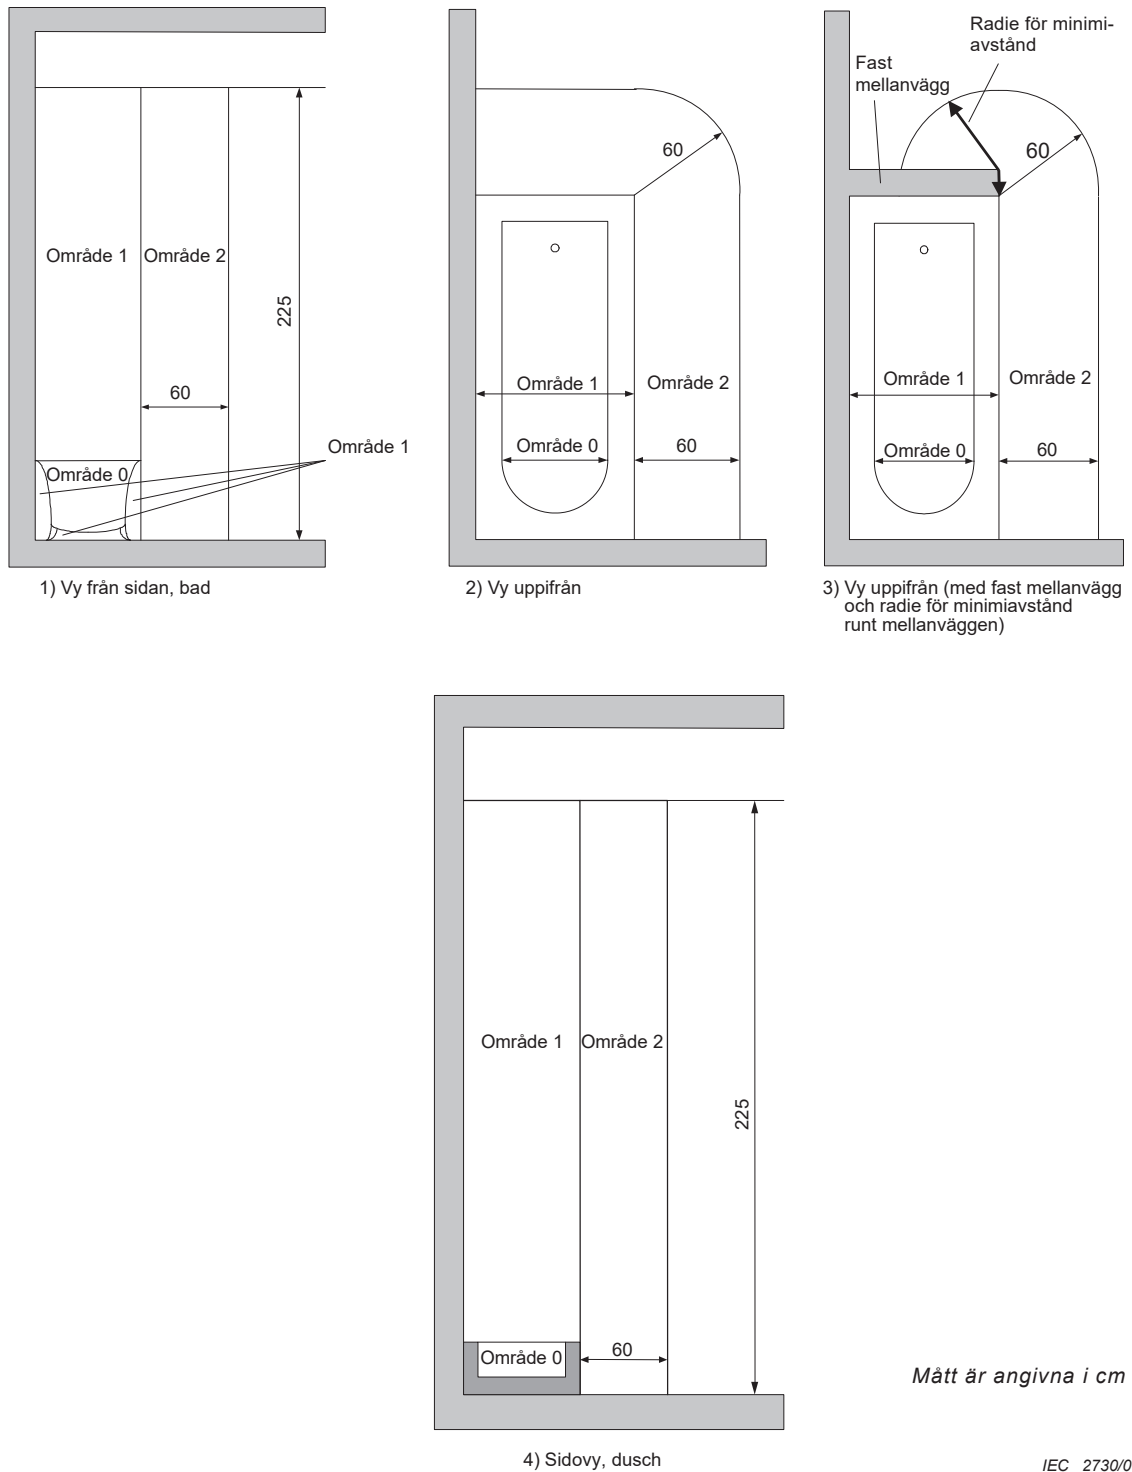 Område 1
Område 2
225
60
Område 0
Område 1
1) Vy från sidan, bad
60
Område 1
Område 2
Område 0
60
2) Vy uppifrån
Radie för minimi-
avstånd
Fast
mellanvägg
60
Område 1
Område 2
Område 0
60
3) Vy uppifrån (med fast mellanvägg
och radie för minimiavstånd
runt mellanväggen)
Område 1
Område 2
225
Område 0
60
Mått är angivna i cm
4) Sidovy, dusch
IEC 2730/0